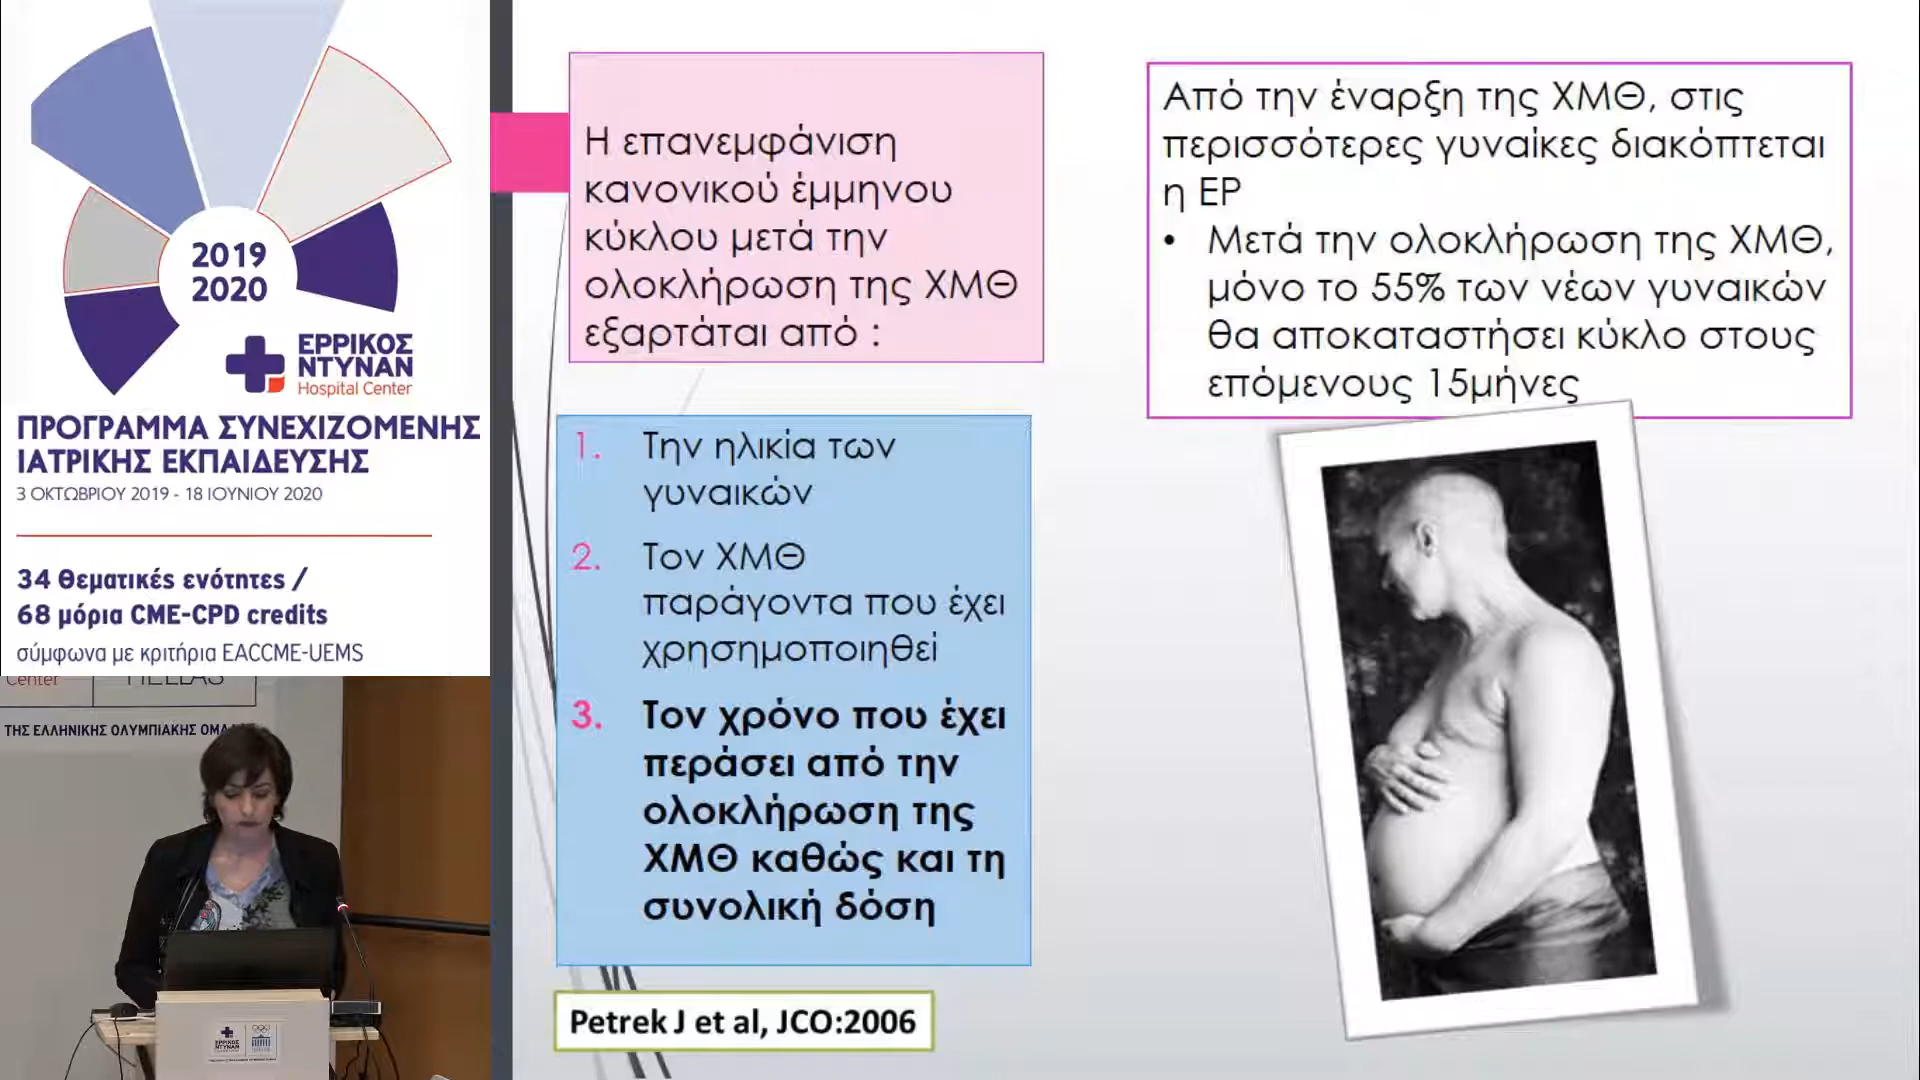 2019
2020
ΕΡΡΙΚΟΣ
ΝΤΥΝΑΝ
Hospital Center
ΠΡΟΓΡΑΜΜΑ ΣΥΝΕΧΙΖΟΜΕΝΗΣ
ΙΑΤΡΙΚΗΣ ΕΚΠΑΙΔΕΥΣΗΣ
3 ΟΚΤΩΒΡΙΟΥ 2019 - 18 ΙΟΥΝΙΟΥ 2020
34 θεματικές ενότητες /
68 μόρια CME-CPD credits
σύμφωνα με κριτήρια EACCME-UEMS
Center
HELLAS
ΤΗΣ ΕΛΛΗΝΙΚΗΣ ΟΛΥΜΠΙΑΚΗΣ
ΕΡΡΙΚΟΣ
ΝΤΥΝΑΝ
Η επανεμφάνιση
κανονικού έμμηνου
κύκλου μετά την
ολοκλήρωση της ΧΜΘ
εξαρτάται από :
1. Την ηλικία των
γυναικών
2. Τον ΧΜΘ
παράγοντα που έχει
χρησημοποιηθεί
3. Τον χρόνο που έχει
περάσει από την
ολοκλήρωση της
ΧΜΘ καθώς και τη
συνολική δόση
Petrek J et al, JCO:2006
Από την έναρξη της ΧΜΘ, στις
περισσότερες γυναίκες διακόπτεται
η ΕΡ
• Μετά την ολοκλήρωση της ΧΜΘ,
μόνο το 55% των νέων γυναικών
θα αποκαταστήσει κύκλο στους
επόμενους 15μήνες